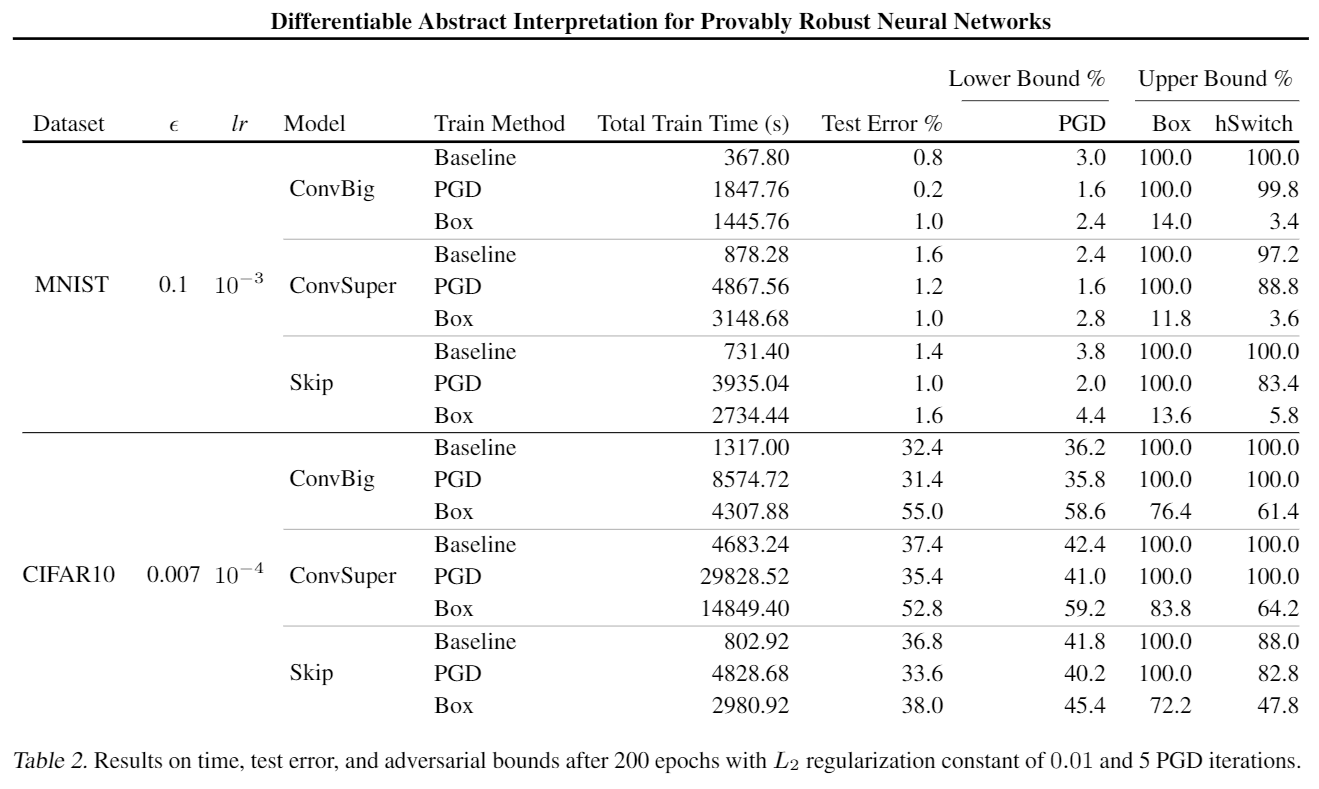 Differentiable Abstract Interpretation for Provably Robust Neural Networks
Lower Bound % Upper Bound %
Dataset ϵ lr Model Train Method Total Train Time (s) Test Error % PGD Box hSwitch
Baseline 367.80 0.8 3.0 100.0 100.0
ConvBig PGD 1847.76 0.2 1.6 100.0 99.8
Box 1445.76 1.0 2.4 14.0 3.4
Baseline 878.28 1.6 2.4 100.0 97.2
MNIST 0.1 10⁻³ ConvSuper PGD 4867.56 1.2 1.6 100.0 88.8
Box 3148.68 1.0 2.8 11.8 3.6
Baseline 731.40 1.4 3.8 100.0 100.0
Skip PGD 3935.04 1.0 2.0 100.0 83.4
Box 2734.44 1.6 4.4 13.6 5.8
Baseline 1317.00 32.4 36.2 100.0 100.0
ConvBig PGD 8574.72 31.4 35.8 100.0 100.0
Box 4307.88 55.0 58.6 76.4 61.4
Baseline 4683.24 37.4 42.4 100.0 100.0
CIFAR10 0.007 10⁻⁴ ConvSuper PGD 29828.52 35.4 41.0 100.0 100.0
Box 14849.40 52.8 59.2 83.8 64.2
Baseline 802.92 36.8 41.8 100.0 88.0
Skip PGD 4828.68 33.6 40.2 100.0 82.8
Box 2980.92 38.0 45.4 72.2 47.8
Table 2. Results on time, test error, and adversarial bounds after 200 epochs with L₂ regularization constant of 0.01 and 5 PGD iterations.